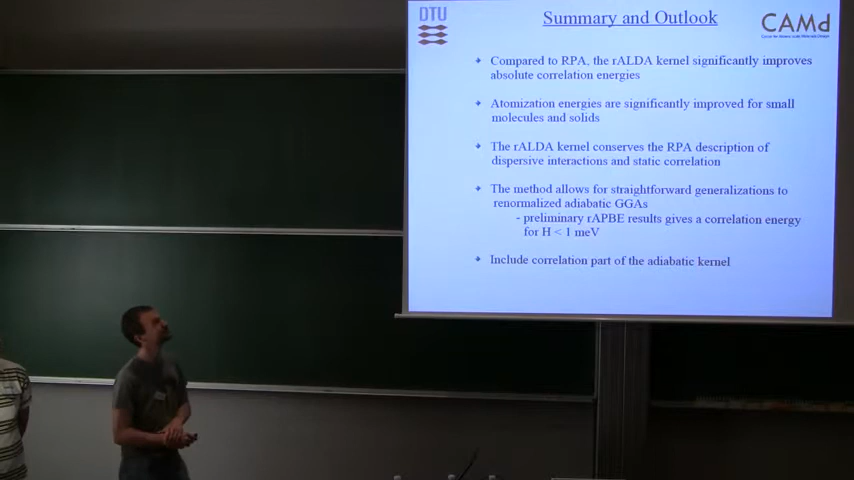 DTU
Summary and Outlook
CAMd
Compared to RPA, the rALDA kernel significantly improves
absolute correlation energies
Atomization energies are significantly improved for small
molecules and solids
The rALDA kernel conserves the RPA description of
dispersive interactions and static correlation
The method allows for straightforward generalizations to
renormalized adiabatic GGAs
- preliminary rAPBE results gives a correlation energy
for H < 1 meV
Include correlation part of the adiabatic kernel